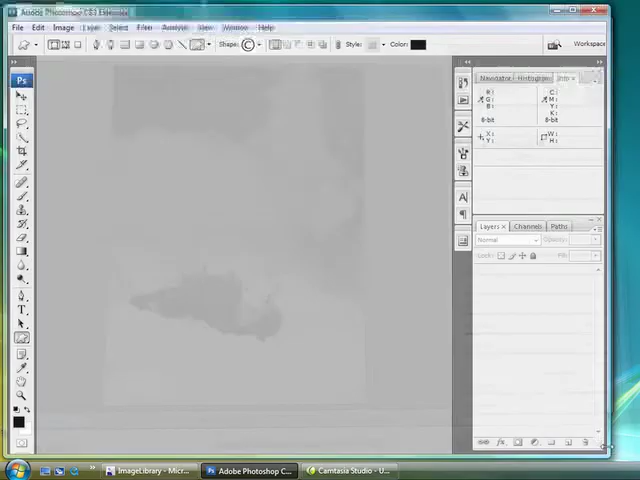 Adobe Photoshop CS3 Extended
File Edit Image Layer Select Filter Analysis View Window Help
Shape: Style: Color: Workspace
Ps
Navigator Histogram Info ×
R: C:
G: M:
B: Y:
K:
8-bit 8-bit
X: W:
Y: H:
A
Layers × Channels Paths
Normal Opacity:
Lock: Fill:
T
ImageLibrary - Micr... Adobe Photoshop C... Camtasia Studio - U...